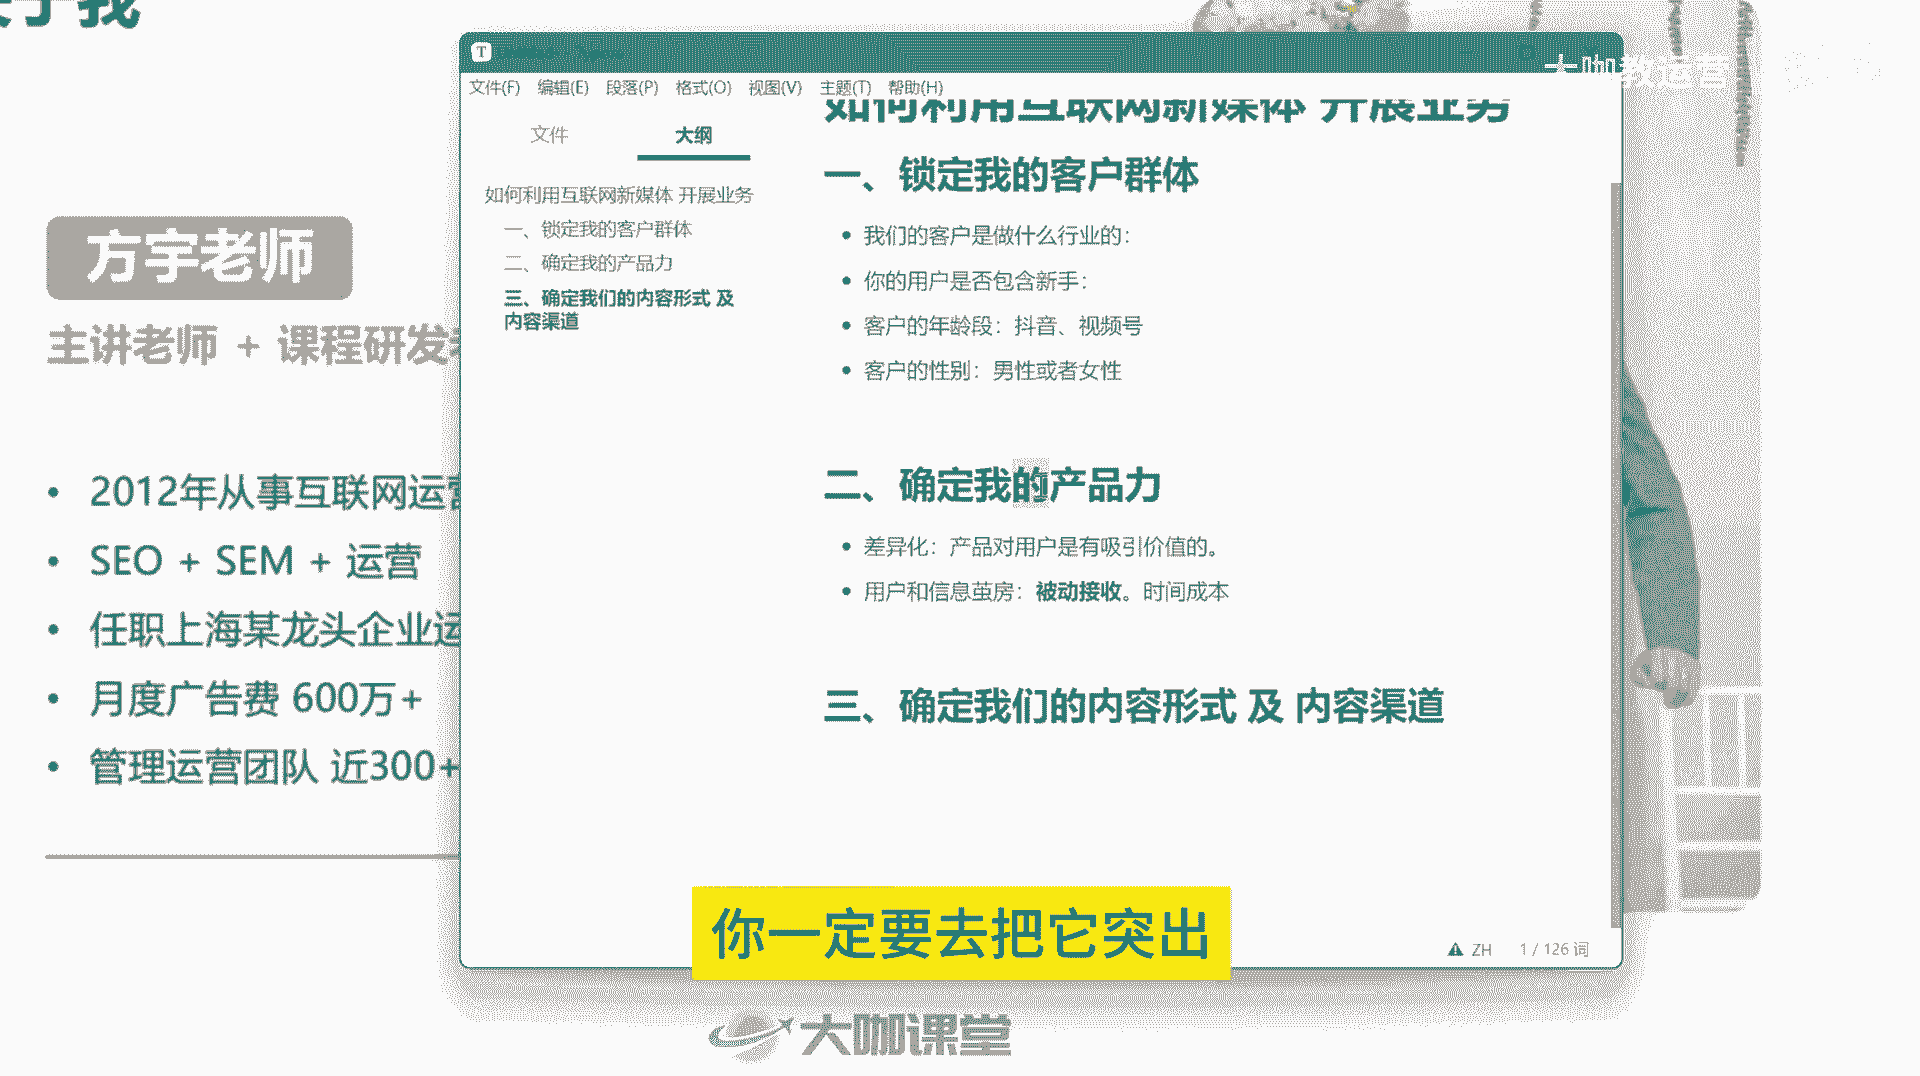 于我
方宇老师
主讲老师 + 课程研发
2012年从事互联网运营
SEO + SEM + 运营
任职上海某龙头企业运
月度广告费 600万+
管理运营团队 近300+
T
文件(F) 编辑(E) 段落(P) 格式(O) 视图(V) 主题(T) 帮助(H)
文件 大纲
如何利用互联网新媒体 开展业务
一、锁定我的客户群体
二、确定我的产品力
三、确定我们的内容形式 及
内容渠道
如何利用互联网新媒体 开展业务
一、锁定我的客户群体
我们的客户是做什么行业的：
你的用户是否包含新手：
客户的年龄段：抖音、视频号
客户的性别：男性或者女性
二、确定我的产品力
差异化：产品对用户是有吸引价值的。
用户和信息茧房：被动接收。时间成本
三、确定我们的内容形式 及 内容渠道
ZH 1 / 126 词
大咖教运营
你一定要去把它突出
大咖课堂